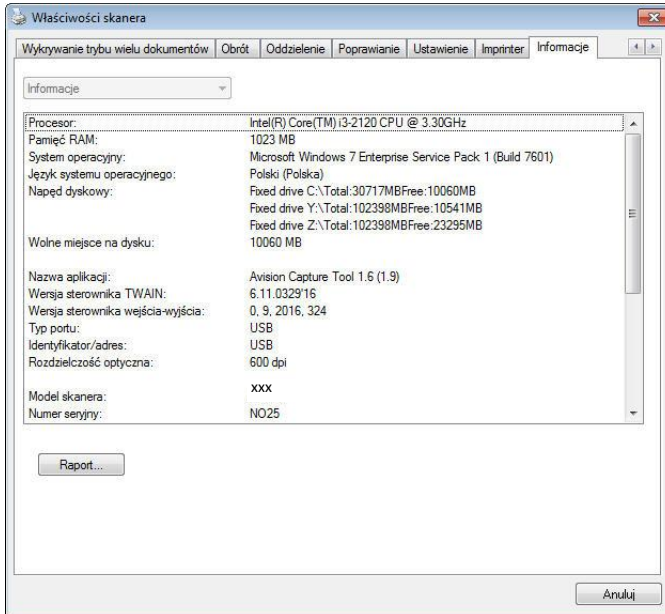 Właściwości skanera
Wykrywanie trybu wielu dokumentów Obrót Oddzielenie Poprawianie Ustawienie Imprinter Informacje
Informacje
Procesor: Intel(R) Core(TM) i3-2120 CPU @ 3.30GHz
Pamięć RAM: 1023 MB
System operacyjny: Microsoft Windows 7 Enterprise Service Pack 1 (Build 7601)
Język systemu operacyjnego: Polski (Polska)
Napęd dyskowy: Fixed drive C:\Total:30717MBFree:10060MB
Fixed drive Y:\Total:102398MBFree:10541MB
Fixed drive Z:\Total:102398MBFree:23295MB
Wolne miejsce na dysku: 10060 MB
Nazwa aplikacji: Avision Capture Tool 1.6 (1.9)
Wersja sterownika TWAIN: 6.11.0329'16
Wersja sterownika wejścia-wyjścia: 0, 9, 2016, 324
Typ portu: USB
Identyfikator/adres: USB
Rozdzielczość optyczna: 600 dpi
Model skanera: XXX
Numer seryjny: NO25
Raport...
Anuluj